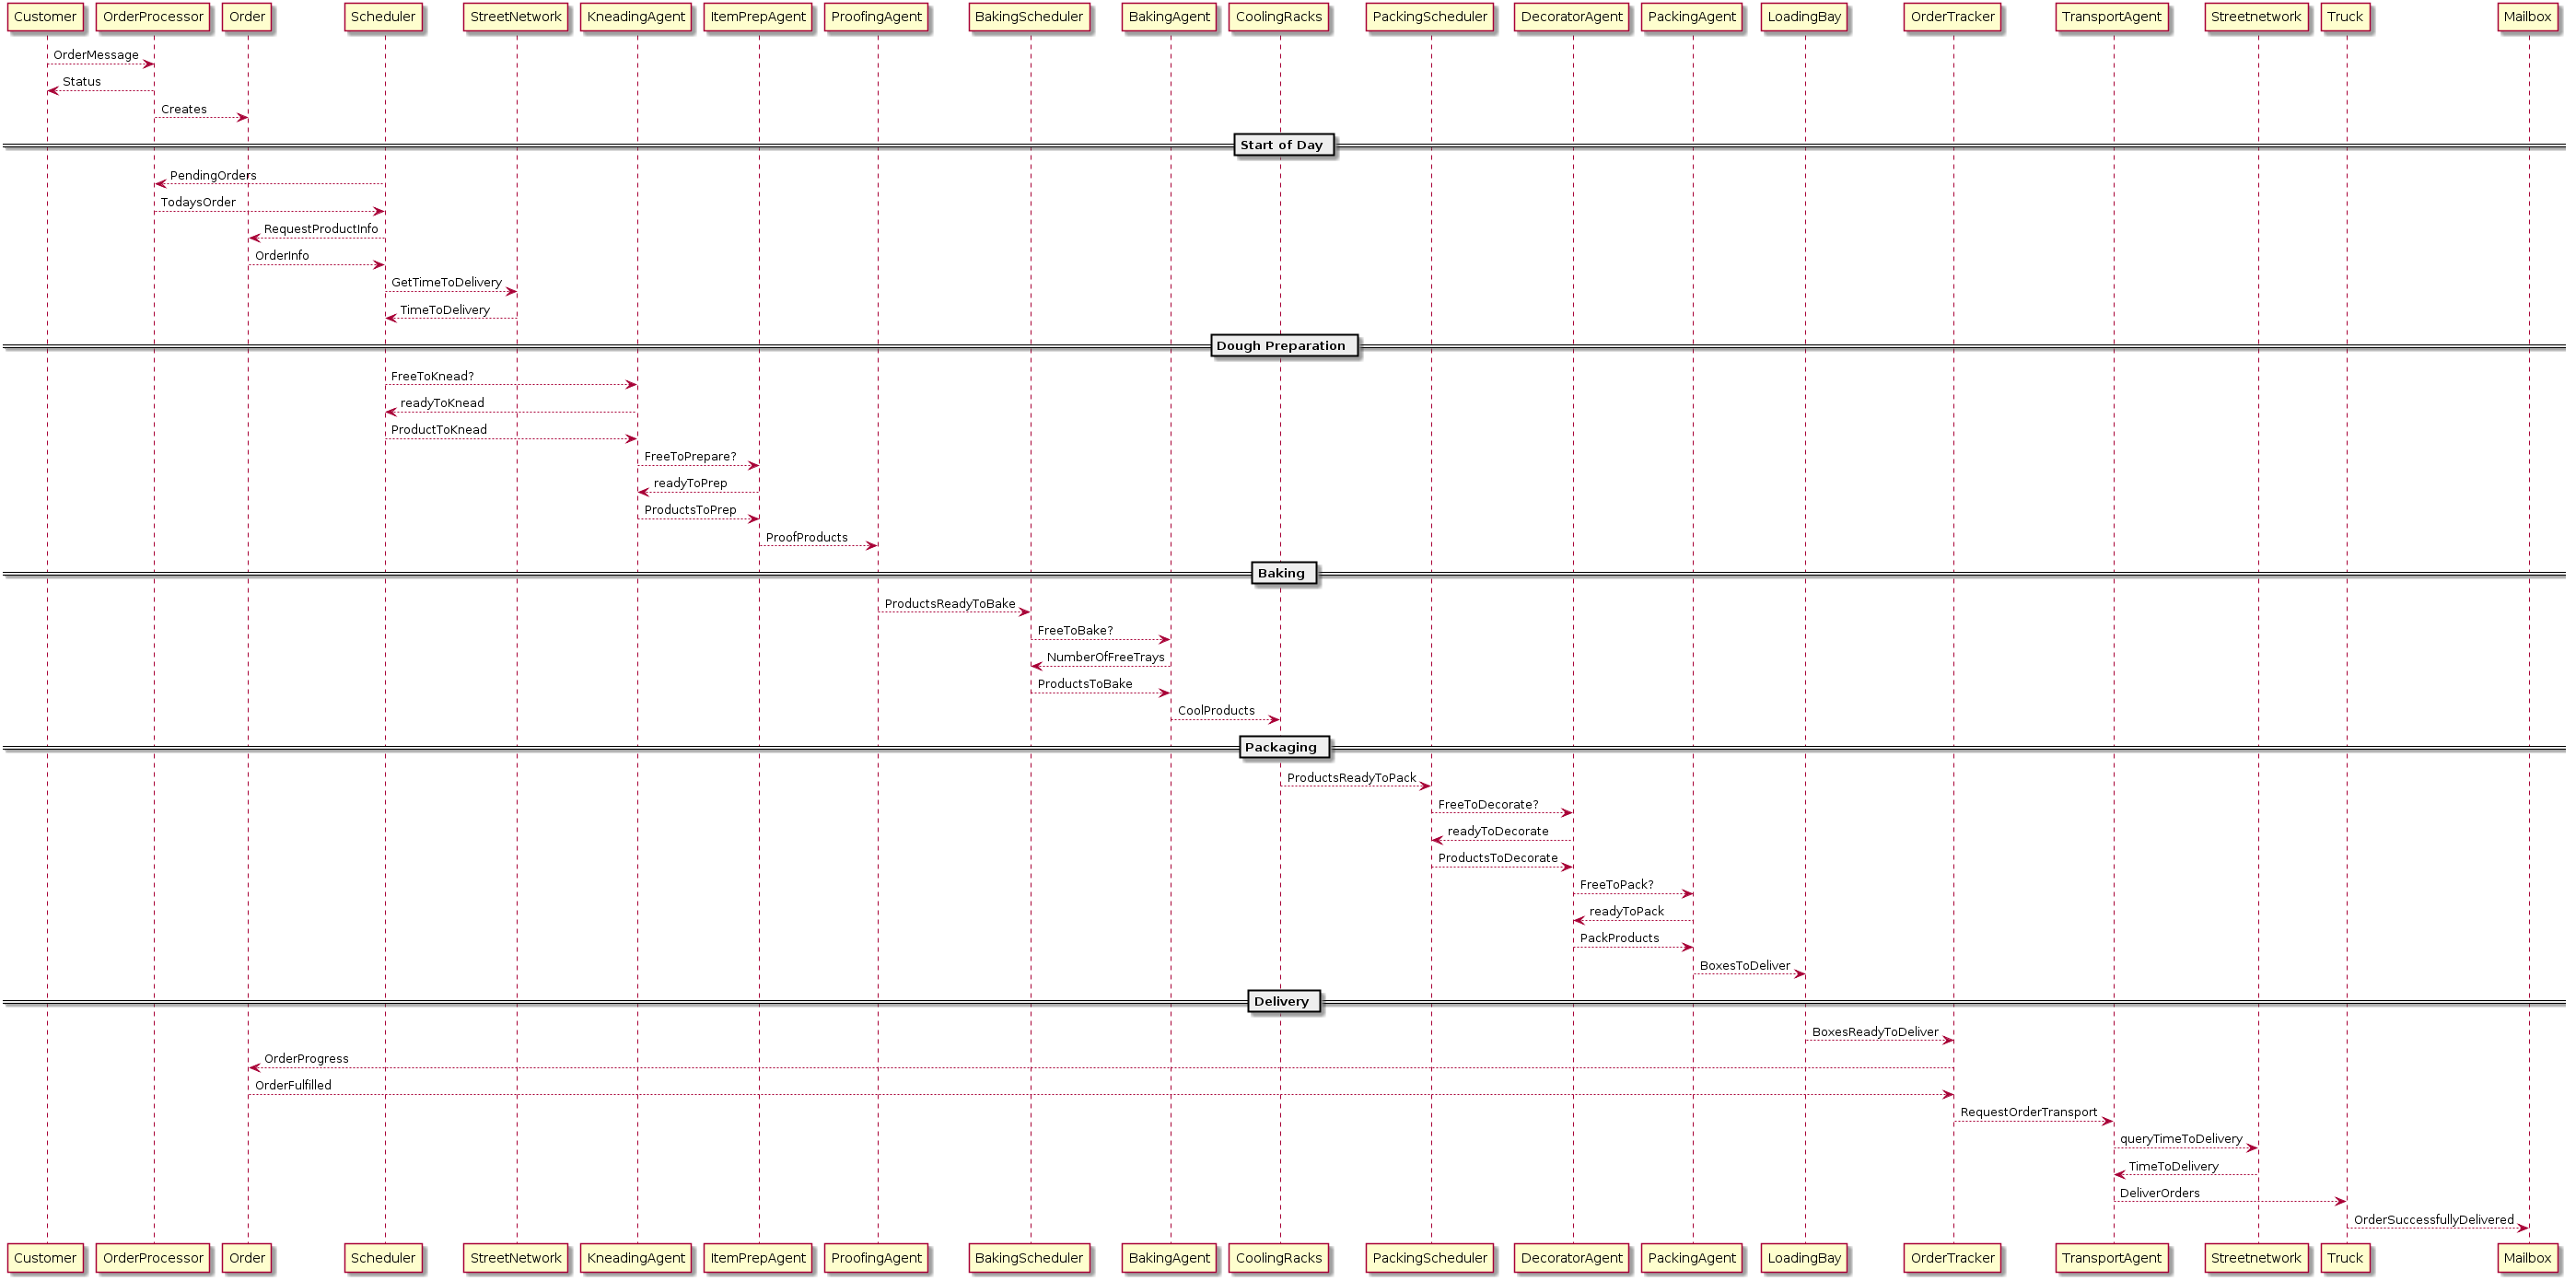 Customer OrderProcessor Order Scheduler StreetNetwork KneadingAgent ItemPrepAgent ProofingAgent BakingScheduler BakingAgent CoolingRacks PackingScheduler DecoratorAgent PackingAgent LoadingBay OrderTracker TransportAgent Streetnetwork Truck Mailbox
OrderMessage
Status
Creates
Start of Day
PendingOrders
TodaysOrder
RequestProductInfo
OrderInfo
GetTimeToDelivery
TimeToDelivery
Dough Preparation
FreeToKnead?
readyToKnead
ProductToKnead
FreeToPrepare?
readyToPrep
ProductsToPrep
ProofProducts
Baking
ProductsReadyToBake
FreeToBake?
NumberOfFreeTrays
ProductsToBake
CoolProducts
Packaging
ProductsReadyToPack
FreeToDecorate?
readyToDecorate
ProductsToDecorate
FreeToPack?
readyToPack
PackProducts
BoxesToDeliver
Delivery
BoxesReadyToDeliver
OrderProgress
OrderFulfilled
RequestOrderTransport
queryTimeToDelivery
TimeToDelivery
DeliverOrders
OrderSuccessfullyDelivered
Customer OrderProcessor Order Scheduler StreetNetwork KneadingAgent ItemPrepAgent ProofingAgent BakingScheduler BakingAgent CoolingRacks PackingScheduler DecoratorAgent PackingAgent LoadingBay OrderTracker TransportAgent Streetnetwork Truck Mailbox